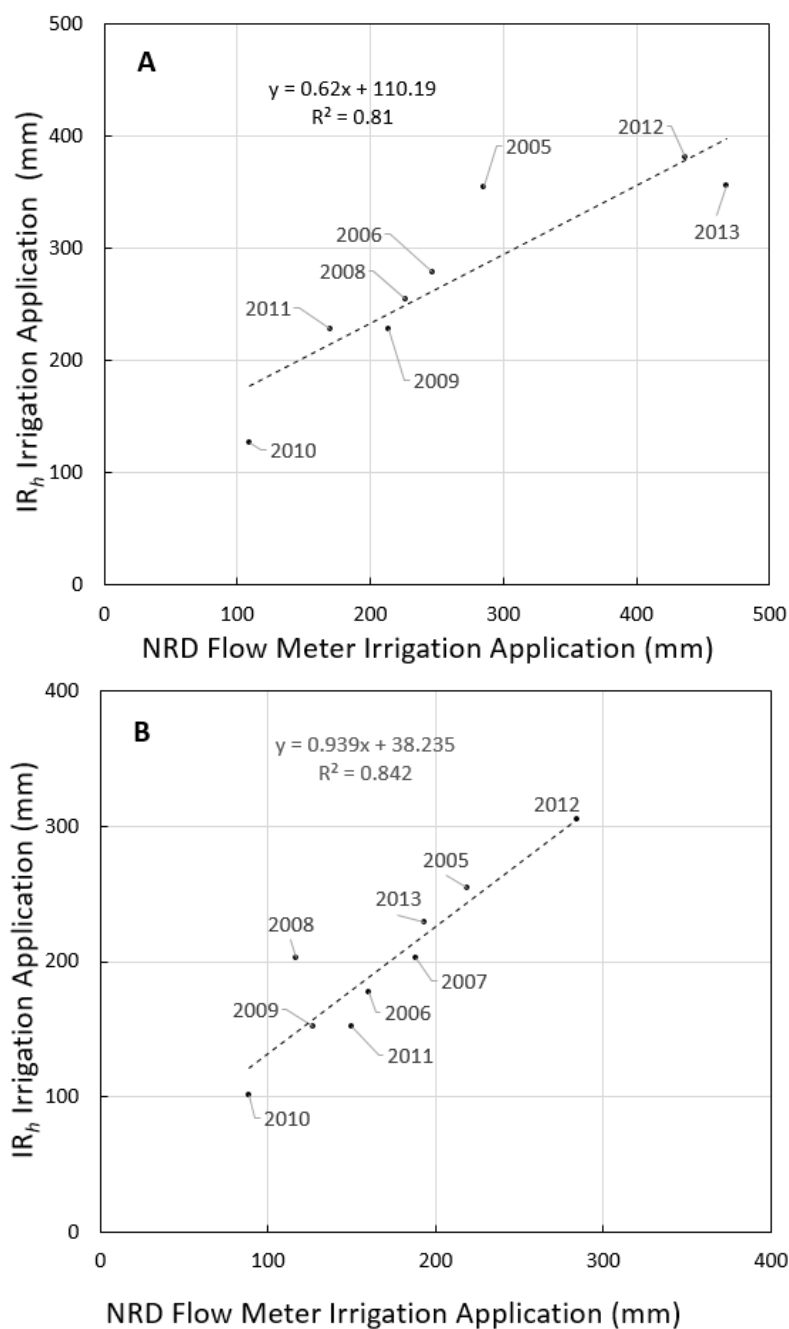 500
A
y = 0.62x + 110.19
R² = 0.81
2005
2012
400
2013
2006
300
2008
2011
2009
200
2010
100
0
IRh Irrigation Application (mm)
0 100 200 300 400 500
NRD Flow Meter Irrigation Application (mm)
400
B
y = 0.939x + 38.235
R² = 0.842
2012
300
2005
2013
2008
200
2007
2009
2006
2011
100
2010
0
IRh Irrigation Application (mm)
0 100 200 300 400
NRD Flow Meter Irrigation Application (mm)